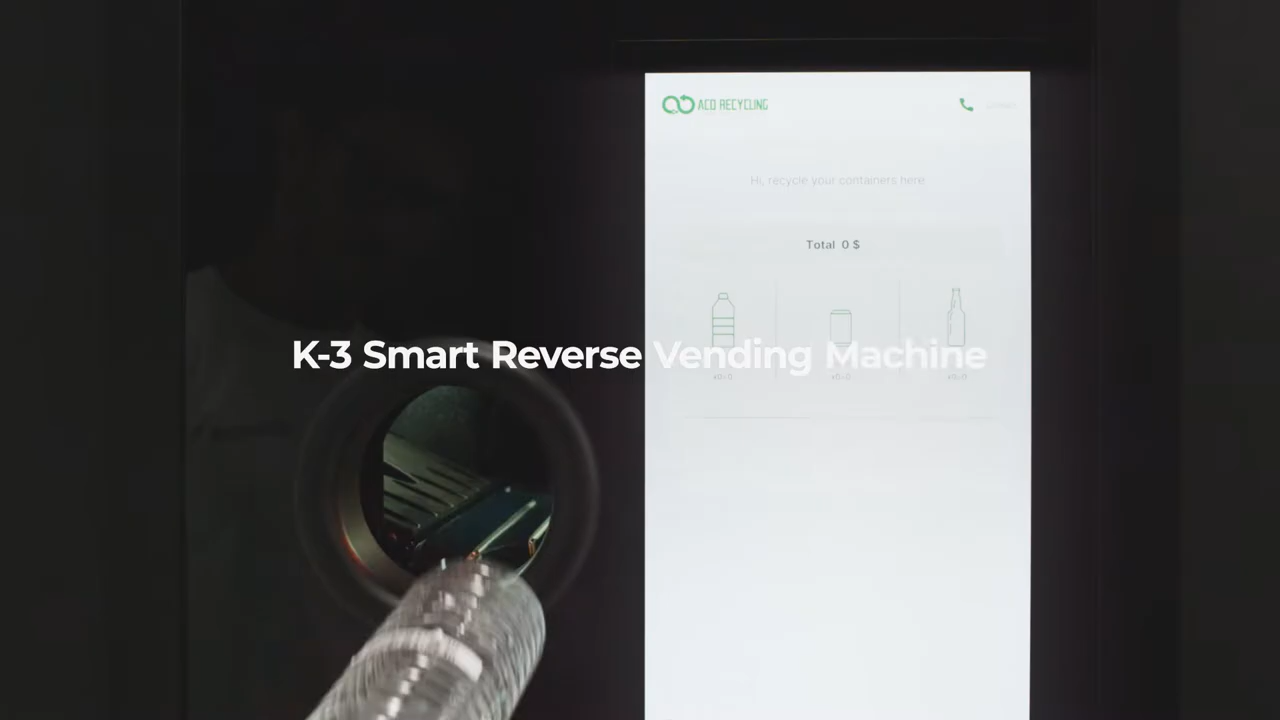 ACO RECYCLING
Hi, recycle your containers here
Total 0 $
K-3 Smart Reverse Vending Machine